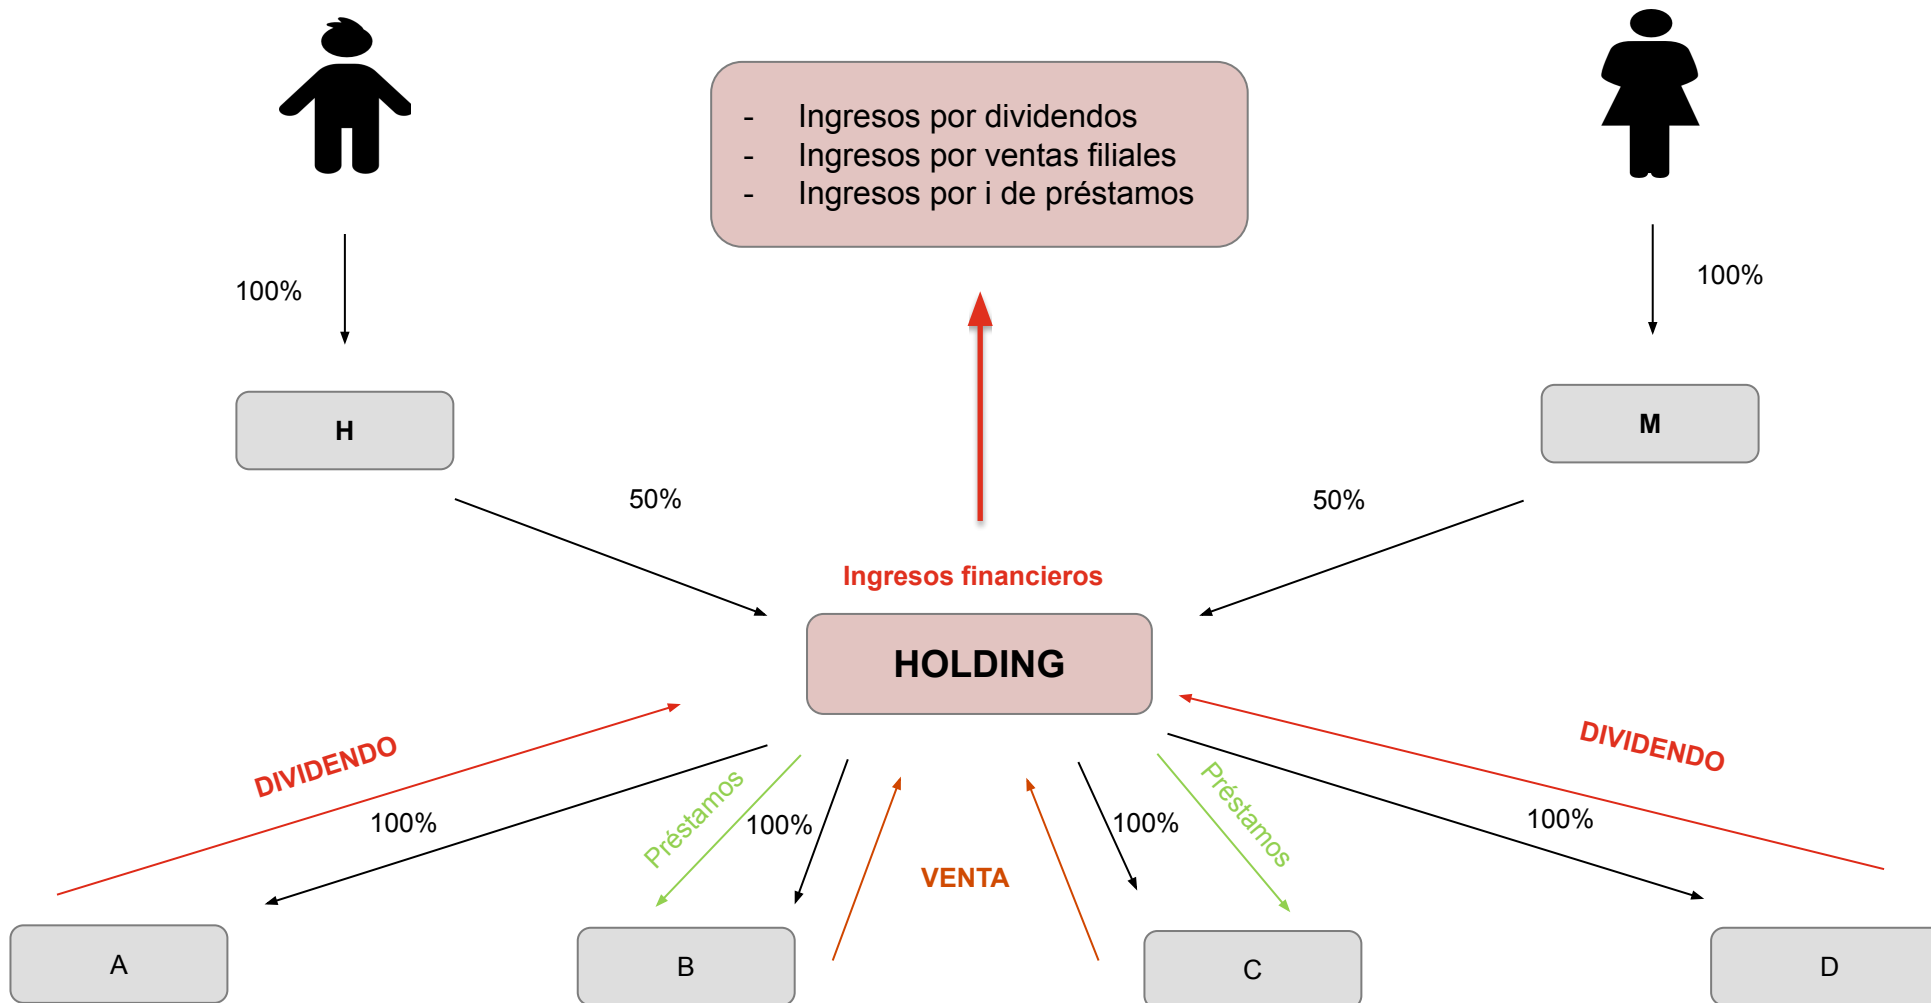 - Ingresos por dividendos
- Ingresos por ventas filiales
- Ingresos por i de préstamos
100%
100%
H
M
50%
50%
Ingresos financieros
HOLDING
DIVIDENDO
DIVIDENDO
100%
Préstamos
100%
VENTA
100%
Préstamos
100%
A
B
C
D